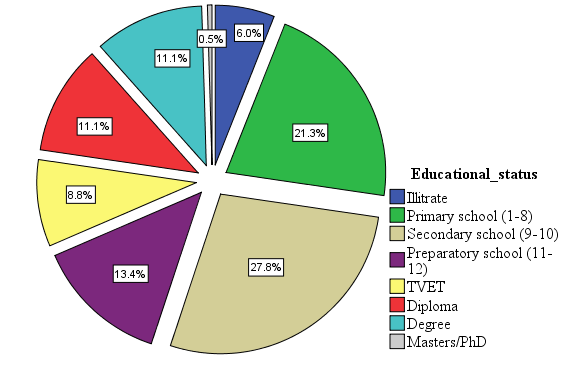 0.5%
6.0%
11.1%
21.3%
11.1%
8.8%
13.4%
27.8%
Educational_status
Illitrate
Primary school (1-8)
Secondary school (9-10)
Preparatory school (11-
12)
TVET
Diploma
Degree
Masters/PhD